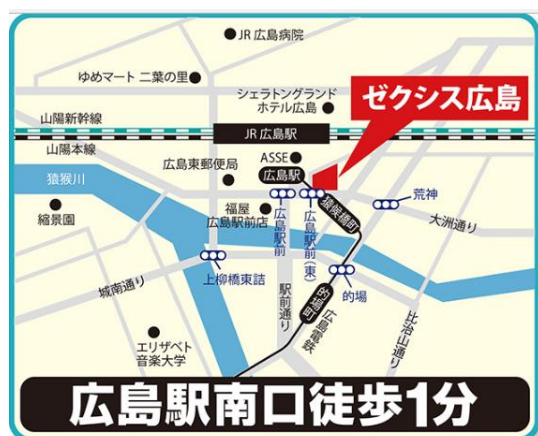 JR 広島病院
ゆめマート 二葉の里
シェラトングランド
ホテル広島
ゼクシス広島
山陽新幹線
JR 広島駅
山陽本線
ASSE
広島東郵便局
広島駅
猿猴川
荒神
縮景園
福屋
広島駅前店
広島駅前
広島駅前(東)
猿候橋町
大洲通り
上柳橋東詰
城南通り
駅前通り
的場
的場町
広島電鉄
比治山通り
エリザベト
音楽大学
広島駅南口徒歩1分